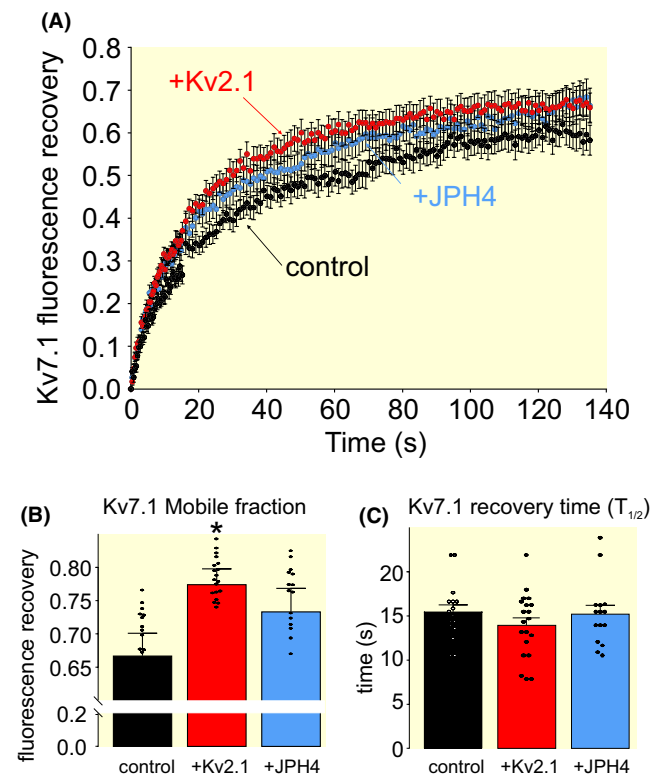 (A)
Kv7.1 fluorescence recovery
0.8
0.7
0.6
0.5
0.4
0.3
0.2
0.1
0.0
+Kv2.1
+JPH4
control
0 20 40 60 80 100 120 140
Time (s)
(B) Kv7.1 Mobile fraction
fluorescence recovery
*
0.80
0.75
0.70
0.65
0.2
0.0
control +Kv2.1 +JPH4
(C) Kv7.1 recovery time (T1/2)
time (s)
20
15
10
5
0
control +Kv2.1 +JPH4